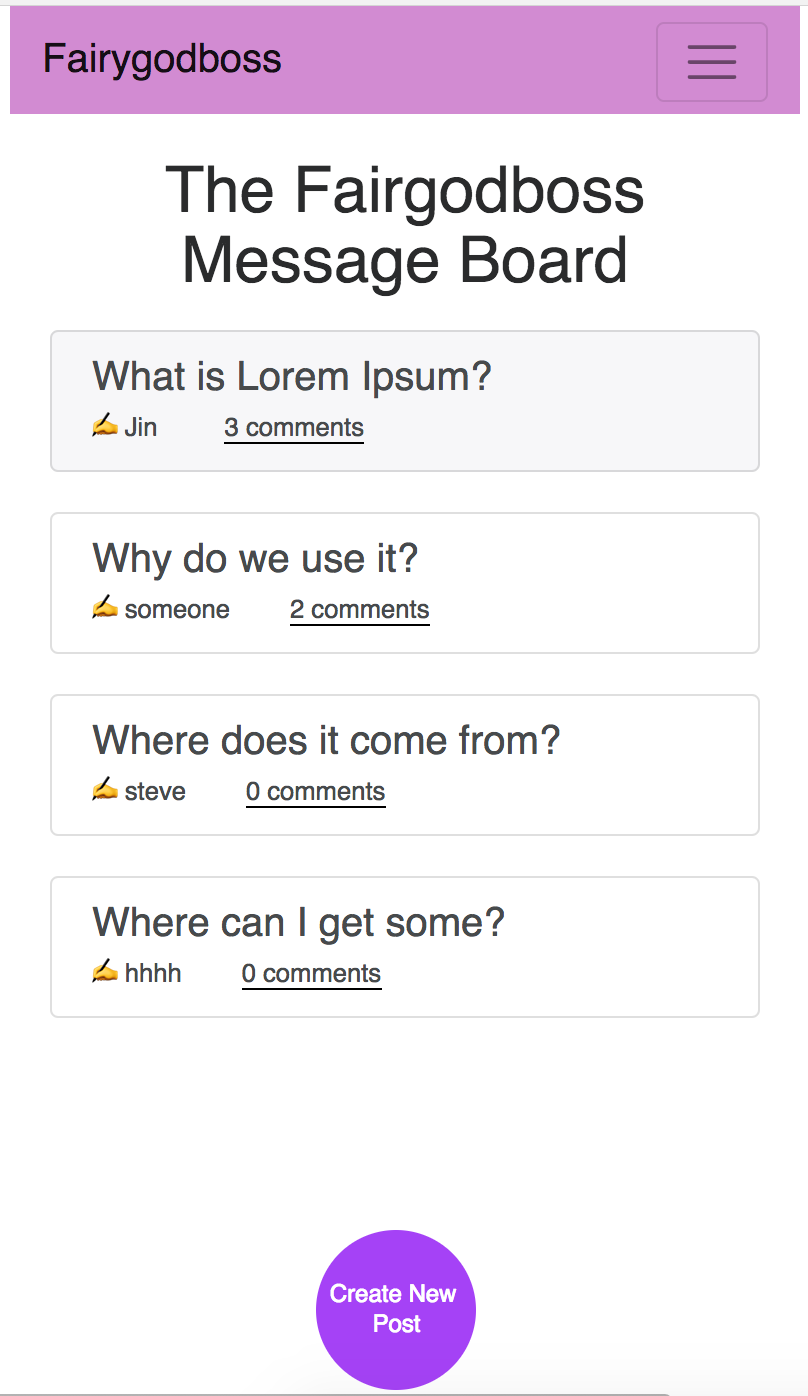 Fairygodboss
The Fairgodboss
Message Board
What is Lorem Ipsum?
✍️ Jin 3 comments
Why do we use it?
✍️ someone 2 comments
Where does it come from?
✍️ steve 0 comments
Where can I get some?
✍️ hhhh 0 comments
Create New
Post